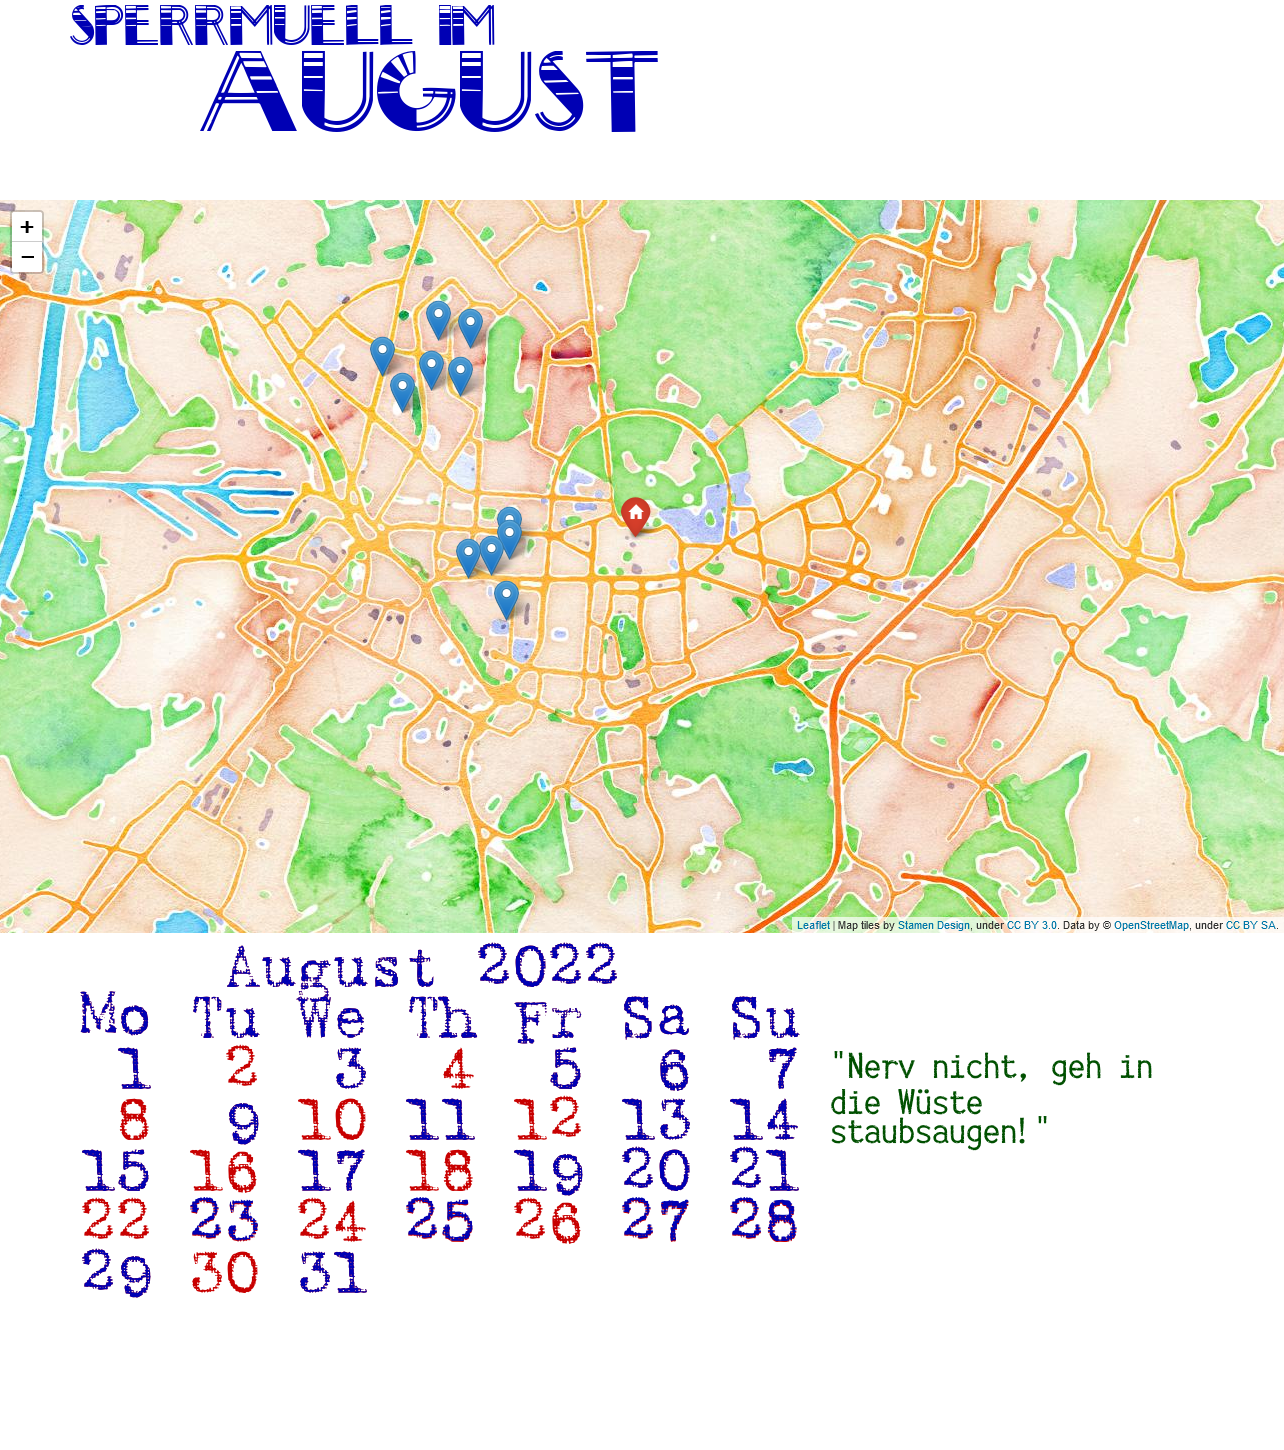 SPERRMUELL IM
AUGUST
+
−
Leaflet | Map tiles by Stamen Design, under CC BY 3.0. Data by © OpenStreetMap, under CC BY SA.
August 2022
Mo Tu We Th Fr Sa Su
1 2 3 4 5 6 7
8 9 10 11 12 13 14
15 16 17 18 19 20 21
22 23 24 25 26 27 28
29 30 31
"Nerv nicht, geh in
die Wüste
staubsaugen!"